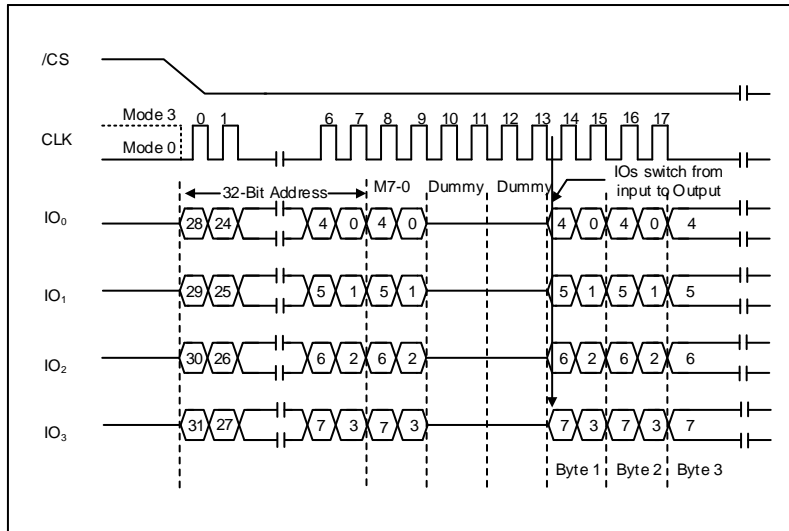 /CS
Mode 3 0 1 6 7 8 9 10 11 12 13 14 15 16 17
CLK Mode 0
IOs switch from
input to Output
32-Bit Address M7-0 Dummy Dummy
IO₀ 28 24 4 0 4 0 4 0 4 0 4
IO₁ 29 25 5 1 5 1 5 1 5 1 5
IO₂ 30 26 6 2 6 2 6 2 6 2 6
IO₃ 31 27 7 3 7 3 7 3 7 3 7
Byte 1 Byte 2 Byte 3